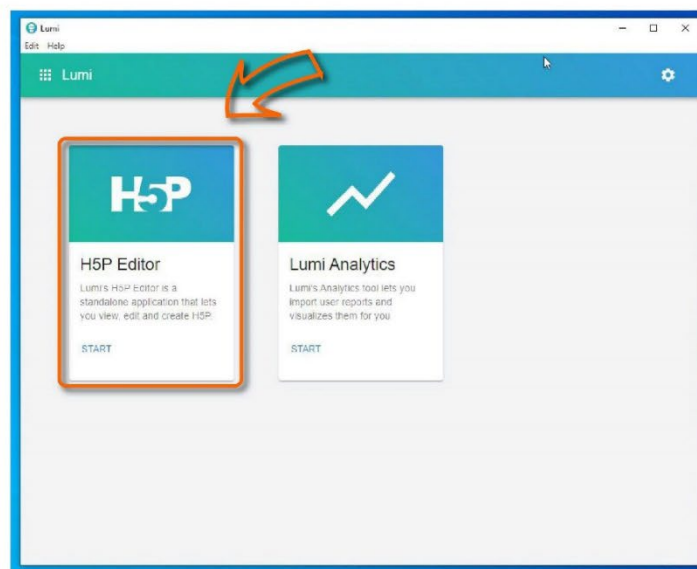 Lumi
Edit Help
Lumi
H5P
H5P Editor
Lumi's H5P Editor is a
standalone application that lets
you view, edit and create H5P.
START
Lumi Analytics
Lumi's Analytics tool lets you
import user reports and
visualizes them for you
START